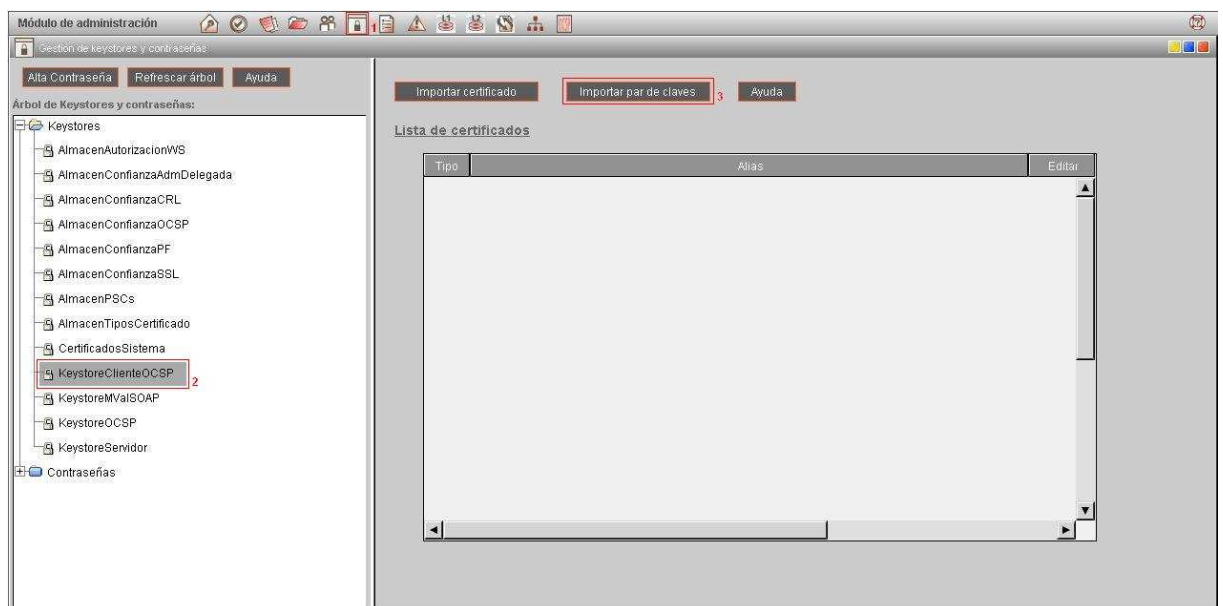 Módulo de administración
1
Gestión de keystores y contraseñas
Alta Contraseña Refrescar árbol Ayuda
Árbol de Keystores y contraseñas:
Keystores
AlmacenAutorizacionWS
AlmacenConfianzaAdmDelegada
AlmacenConfianzaCRL
AlmacenConfianzaOCSP
AlmacenConfianzaPF
AlmacenConfianzaSSL
AlmacenPSCs
AlmacenTiposCertificado
CertificadosSistema
KeystoreClienteOCSP 2
KeystoreMValSOAP
KeystoreOCSP
KeystoreServidor
Contraseñas
Importar certificado Importar par de claves 3 Ayuda
Lista de certificados
Tipo Alias Editar